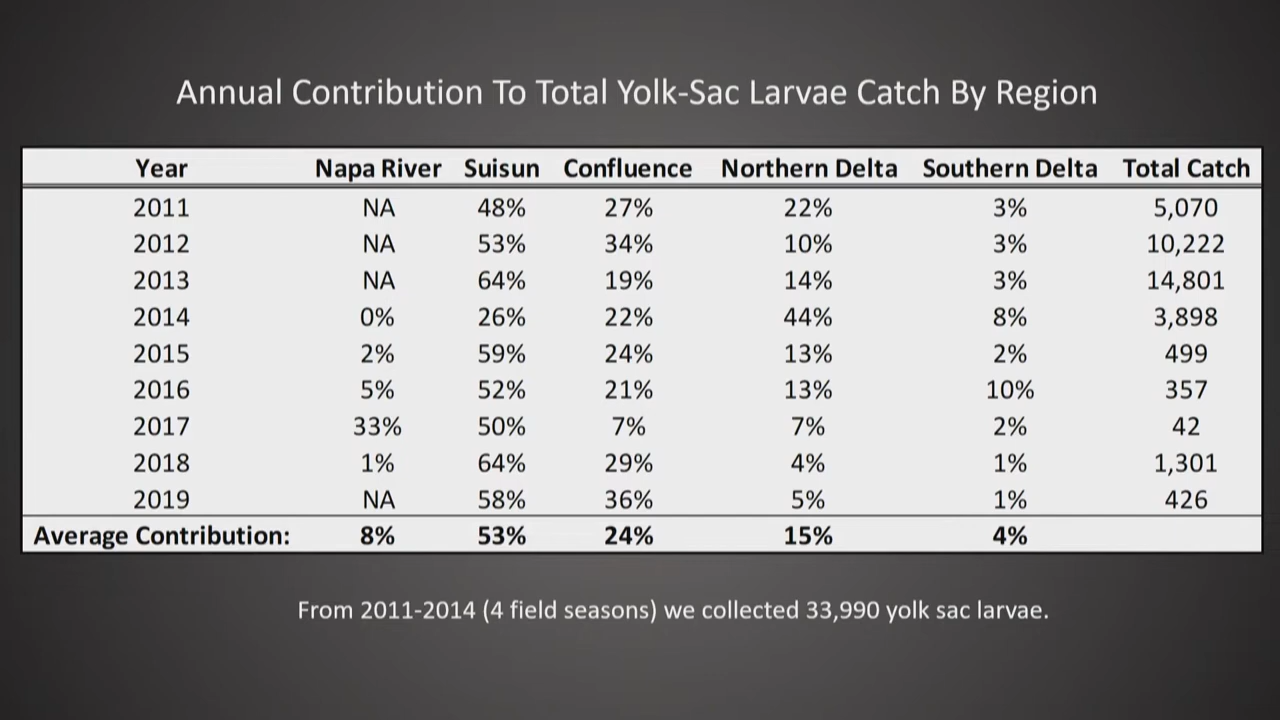 Annual Contribution To Total Yolk-Sac Larvae Catch By Region
Year Napa River Suisun Confluence Northern Delta Southern Delta Total Catch
2011 NA 48% 27% 22% 3% 5,070
2012 NA 53% 34% 10% 3% 10,222
2013 NA 64% 19% 14% 3% 14,801
2014 0% 26% 22% 44% 8% 3,898
2015 2% 59% 24% 13% 2% 499
2016 5% 52% 21% 13% 10% 357
2017 33% 50% 7% 7% 2% 42
2018 1% 64% 29% 4% 1% 1,301
2019 NA 58% 36% 5% 1% 426
Average Contribution: 8% 53% 24% 15% 4%
From 2011-2014 (4 field seasons) we collected 33,990 yolk sac larvae.